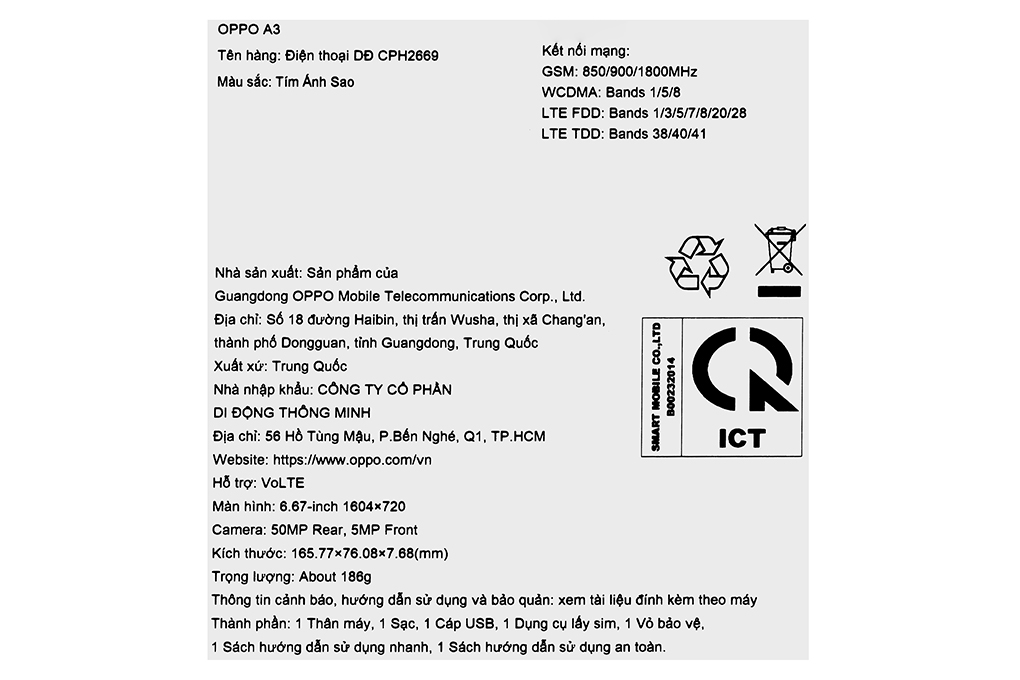 OPPO A3
Tên hàng: Điện thoại DĐ CPH2669
Màu sắc: Tím Ánh Sao
Kết nối mạng:
GSM: 850/900/1800MHz
WCDMA: Bands 1/5/8
LTE FDD: Bands 1/3/5/7/8/20/28
LTE TDD: Bands 38/40/41
Nhà sản xuất: Sản phẩm của
Guangdong OPPO Mobile Telecommunications Corp., Ltd.
Địa chỉ: Số 18 đường Haibin, thị trấn Wusha, thị xã Chang'an,
thành phố Dongguan, tỉnh Guangdong, Trung Quốc
Xuất xứ: Trung Quốc
Nhà nhập khẩu: CÔNG TY CỔ PHẦN
DI ĐỘNG THÔNG MINH
Địa chỉ: 56 Hồ Tùng Mậu, P.Bến Nghé, Q1, TP.HCM
Website: https://www.oppo.com/vn
Hỗ trợ: VoLTE
Màn hình: 6.67-inch 1604×720
Camera: 50MP Rear, 5MP Front
Kích thước: 165.77×76.08×7.68(mm)
Trọng lượng: About 186g
Thông tin cảnh báo, hướng dẫn sử dụng và bảo quản: xem tài liệu đính kèm theo máy
Thành phần: 1 Thân máy, 1 Sạc, 1 Cáp USB, 1 Dụng cụ lấy sim, 1 Vỏ bảo vệ,
1 Sách hướng dẫn sử dụng nhanh, 1 Sách hướng dẫn sử dụng an toàn.
SMART MOBILE CO.,LTD
B00232014
ICT